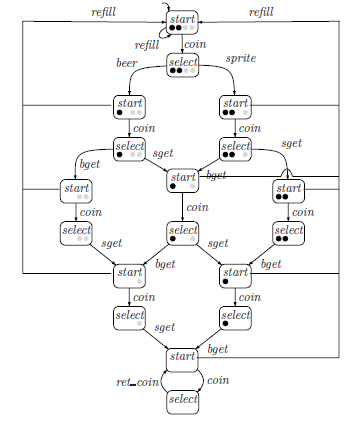 refill refill
start
refill coin
select
beer sprite
start start
coin coin
select select
sget
bget sget
start bget
start start
coin coin coin
select select select
sget sget
bget bget
start start
coin coin
select select
sget
bget
start
ret_coin coin
select